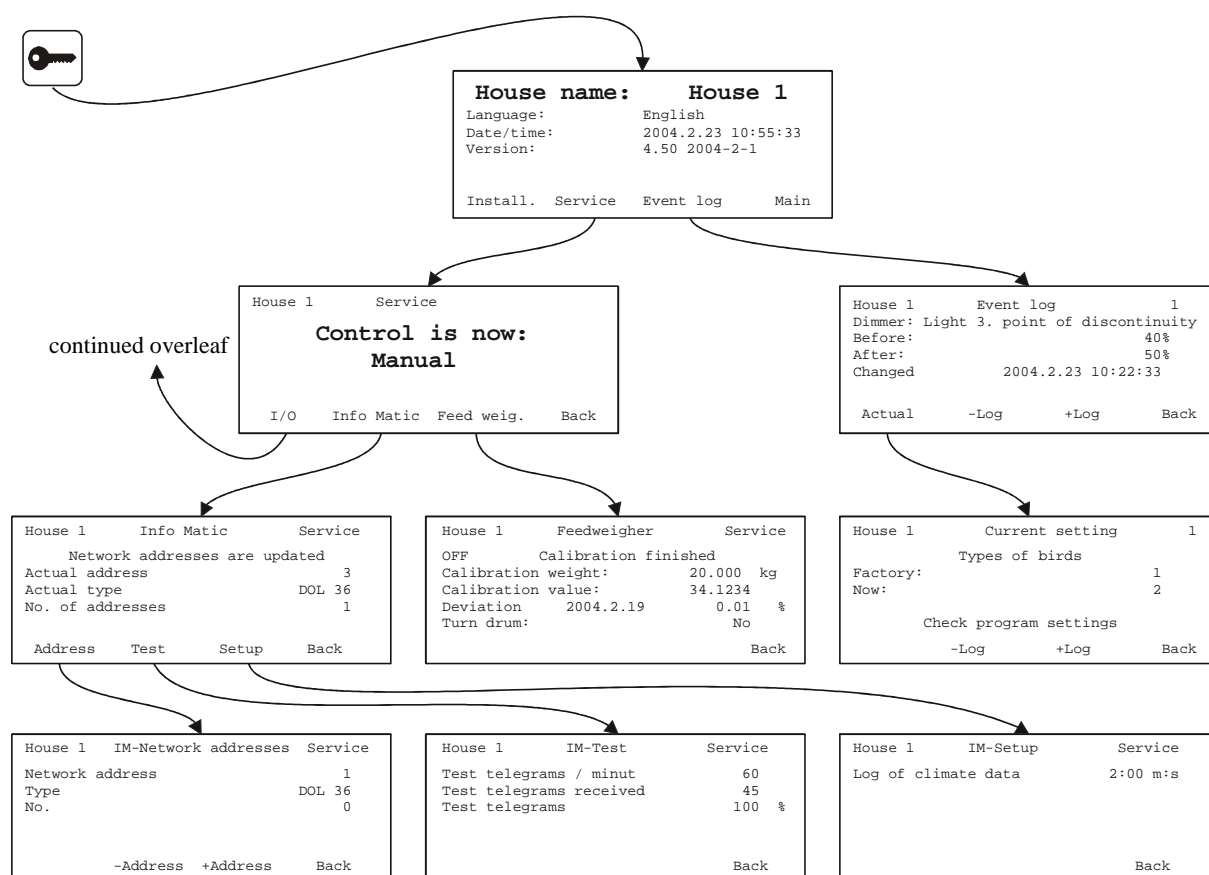 House name: House 1
Language: English
Date/time: 2004.2.23 10:55:33
Version: 4.50 2004-2-1
Install. Service Event log Main
House 1 Service
Control is now:
Manual
I/O Info Matic Feed weig. Back
continued overleaf
House 1 Event log 1
Dimmer: Light 3. point of discontinuity
Before: 40%
After: 50%
Changed 2004.2.23 10:22:33
Actual -Log +Log Back
House 1 Info Matic Service
Network addresses are updated
Actual address 3
Actual type DOL 36
No. of addresses 1
Address Test Setup Back
House 1 Feedweigher Service
OFF Calibration finished
Calibration weight: 20.000 kg
Calibration value: 34.1234
Deviation 2004.2.19 0.01 %
Turn drum: No
Back
House 1 Current setting 1
Types of birds
Factory: 1
Now: 2
Check program settings
-Log +Log Back
House 1 IM-Network addresses Service
Network address 1
Type DOL 36
No. 0
-Address +Address Back
House 1 IM-Test Service
Test telegrams / minut 60
Test telegrams received 45
Test telegrams 100 %
Back
House 1 IM-Setup Service
Log of climate data 2:00 m:s
Back